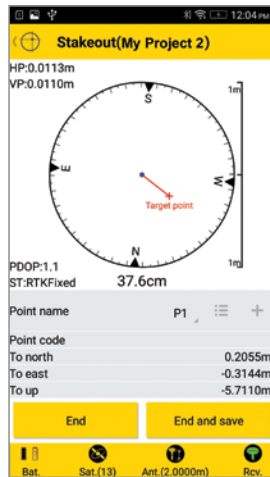 12:04 PM
Stakeout(My Project 2)
HP:0.0113m
VP:0.0110m
S
1m
E
W
Target point
N
PDOP:1.1
1m
ST:RTKFixed 37.6cm
Point name P1
Point code
To north 0.2055m
To east -0.3144m
To up -5.7110m
End End and save
Bat. Sat.(13) Ant.(2.0000m) Rcv.